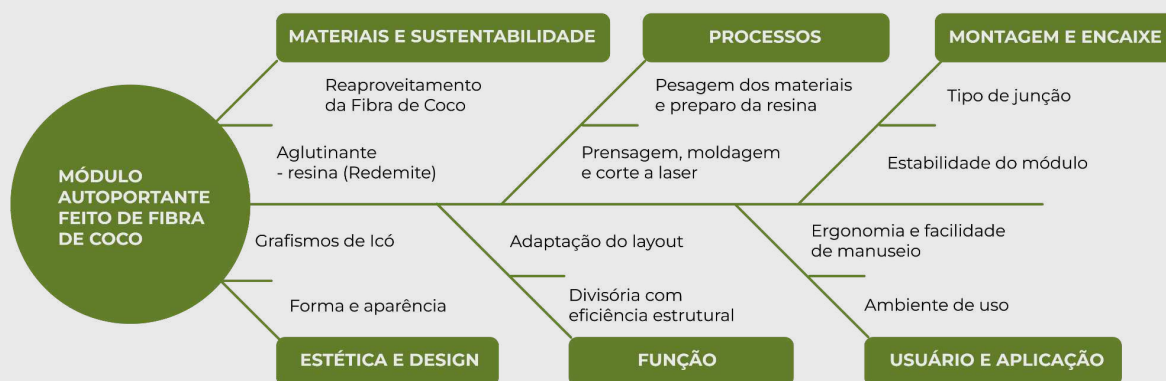 MATERIAIS E SUSTENTABILIDADE
PROCESSOS
MONTAGEM E ENCAIXE
Reaproveitamento
da Fibra de Coco
Aglutinante
- resina (Redemite)
Pesagem dos materiais
e preparo da resina
Prensagem, moldagem
e corte a laser
Tipo de junção
Estabilidade do módulo
MÓDULO
AUTOPORTANTE
FEITO DE FIBRA
DE COCO
Grafismos de Icó
Forma e aparência
Adaptação do layout
Divisória com
eficiência estrutural
Ergonomia e facilidade
de manuseio
Ambiente de uso
ESTÉTICA E DESIGN
FUNÇÃO
USUÁRIO E APLICAÇÃO